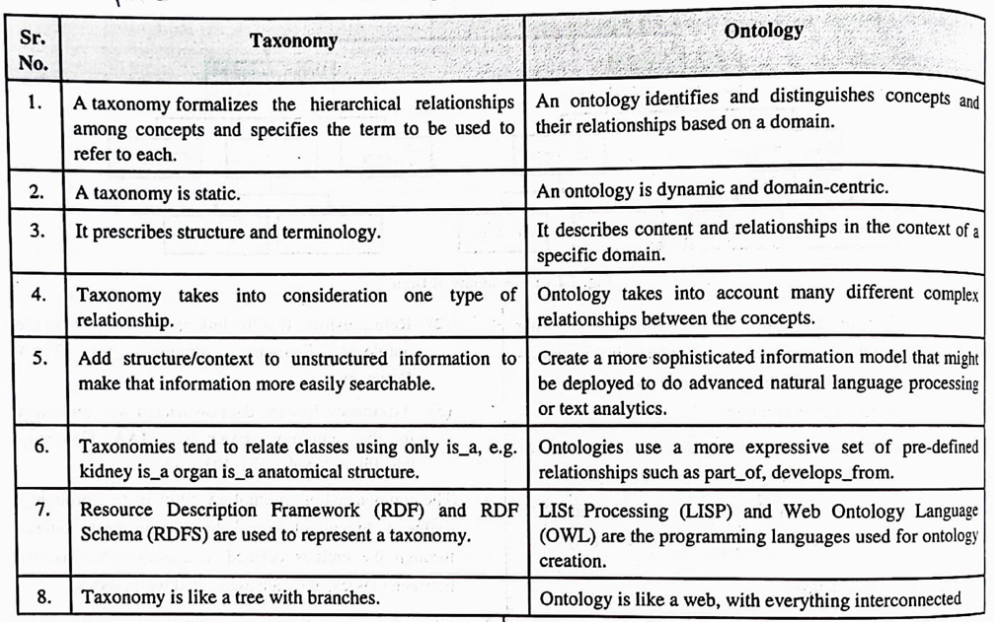 Sr. No. Taxonomy Ontology
1. A taxonomy formalizes the hierarchical relationships
among concepts and specifies the term to be used to
refer to each.
An ontology identifies and distinguishes concepts and
their relationships based on a domain.
2. A taxonomy is static.
An ontology is dynamic and domain-centric.
3. It prescribes structure and terminology.
It describes content and relationships in the context of a
specific domain.
4. Taxonomy takes into consideration one type of
relationship.
Ontology takes into account many different complex
relationships between the concepts.
5. Add structure/context to unstructured information to
make that information more easily searchable.
Create a more sophisticated information model that might
be deployed to do advanced natural language processing
or text analytics.
6. Taxonomies tend to relate classes using only is_a, e.g.
kidney is_a organ is_a anatomical structure.
Ontologies use a more expressive set of pre-defined
relationships such as part_of, develops_from.
7. Resource Description Framework (RDF) and RDF
Schema (RDFS) are used to represent a taxonomy.
LISt Processing (LISP) and Web Ontology Language
(OWL) are the programming languages used for ontology
creation.
8. Taxonomy is like a tree with branches.
Ontology is like a web, with everything interconnected